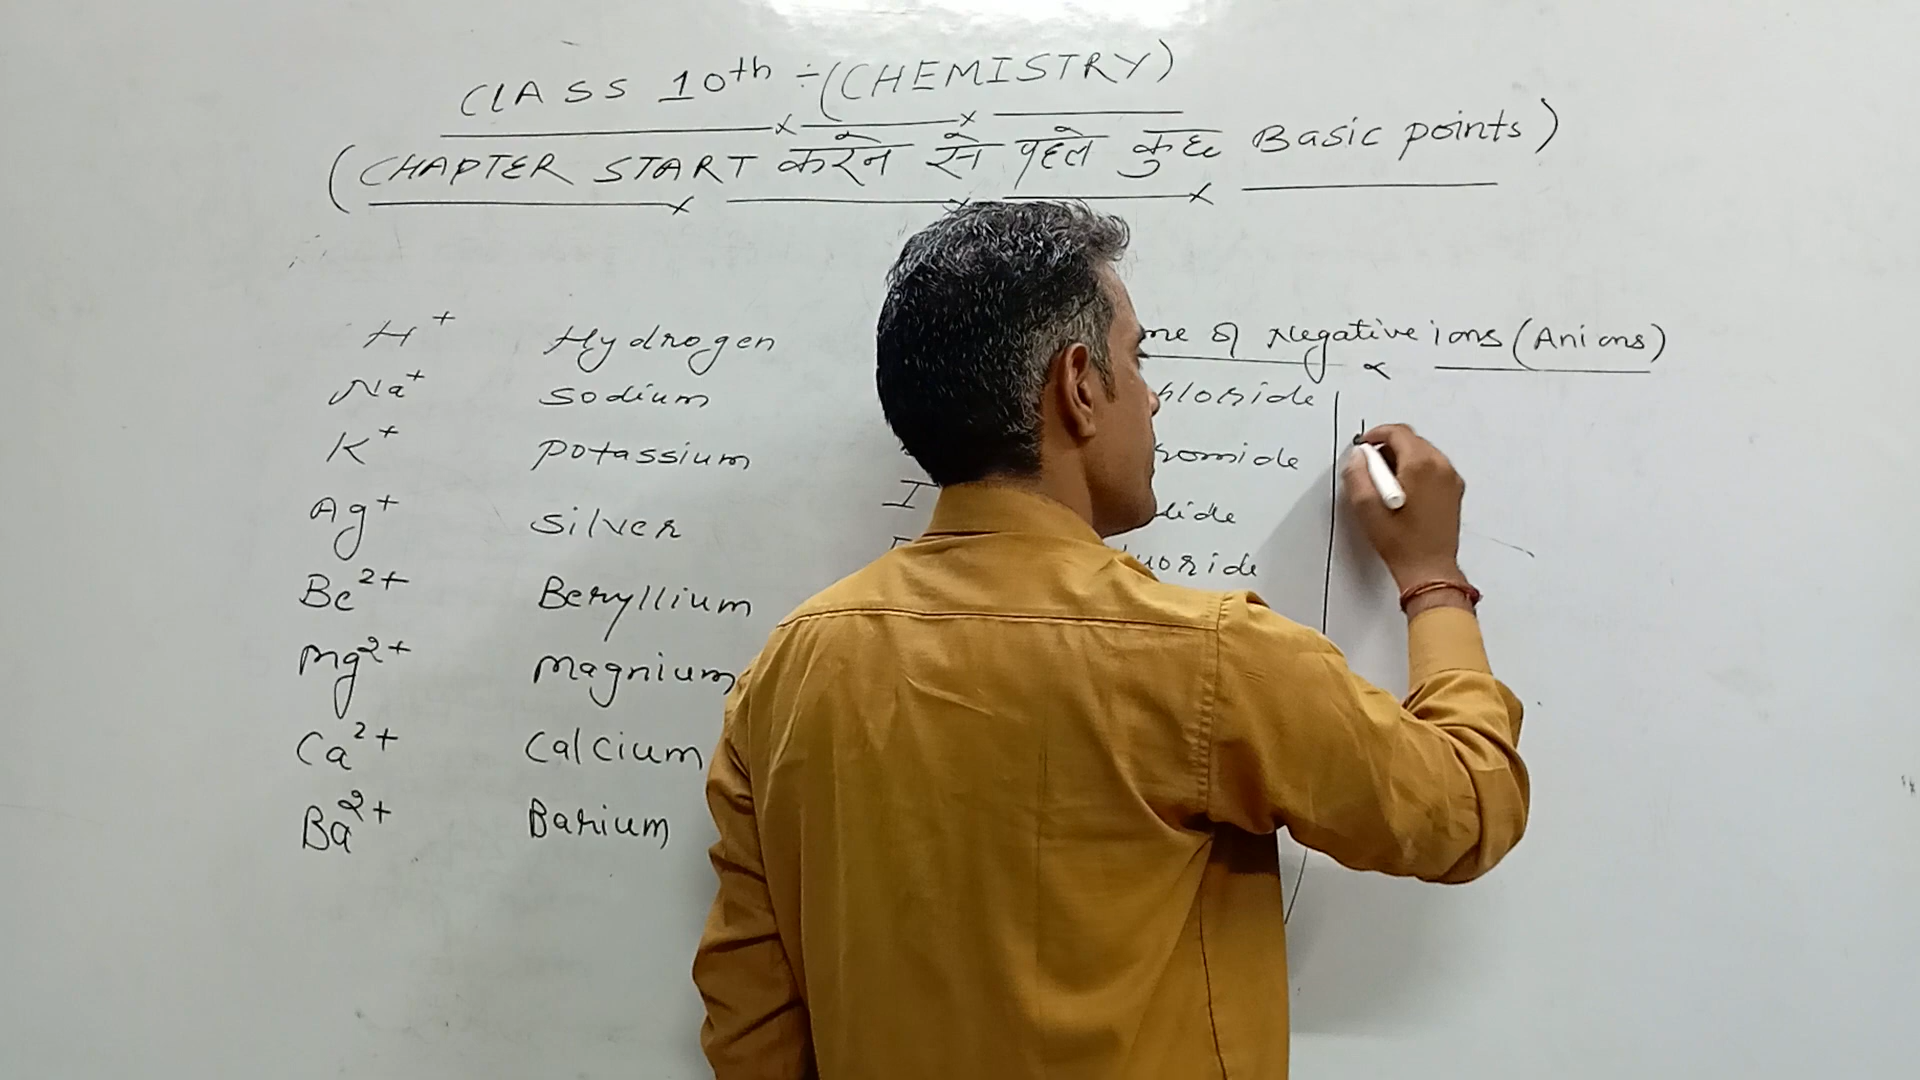 CLASS 10th ÷ (CHEMISTRY)
(CHAPTER START करने से पहले कुछ Basic points)
H+ Hydrogen
Na+ Sodium
K+ Potassium
Ag+ Silver
Be2+ Beryllium
Mg2+ Magnium
Ca2+ Calcium
Ba2+ Barium
me of Negative ions (Anions)
hloride
romide
I dide
uoride